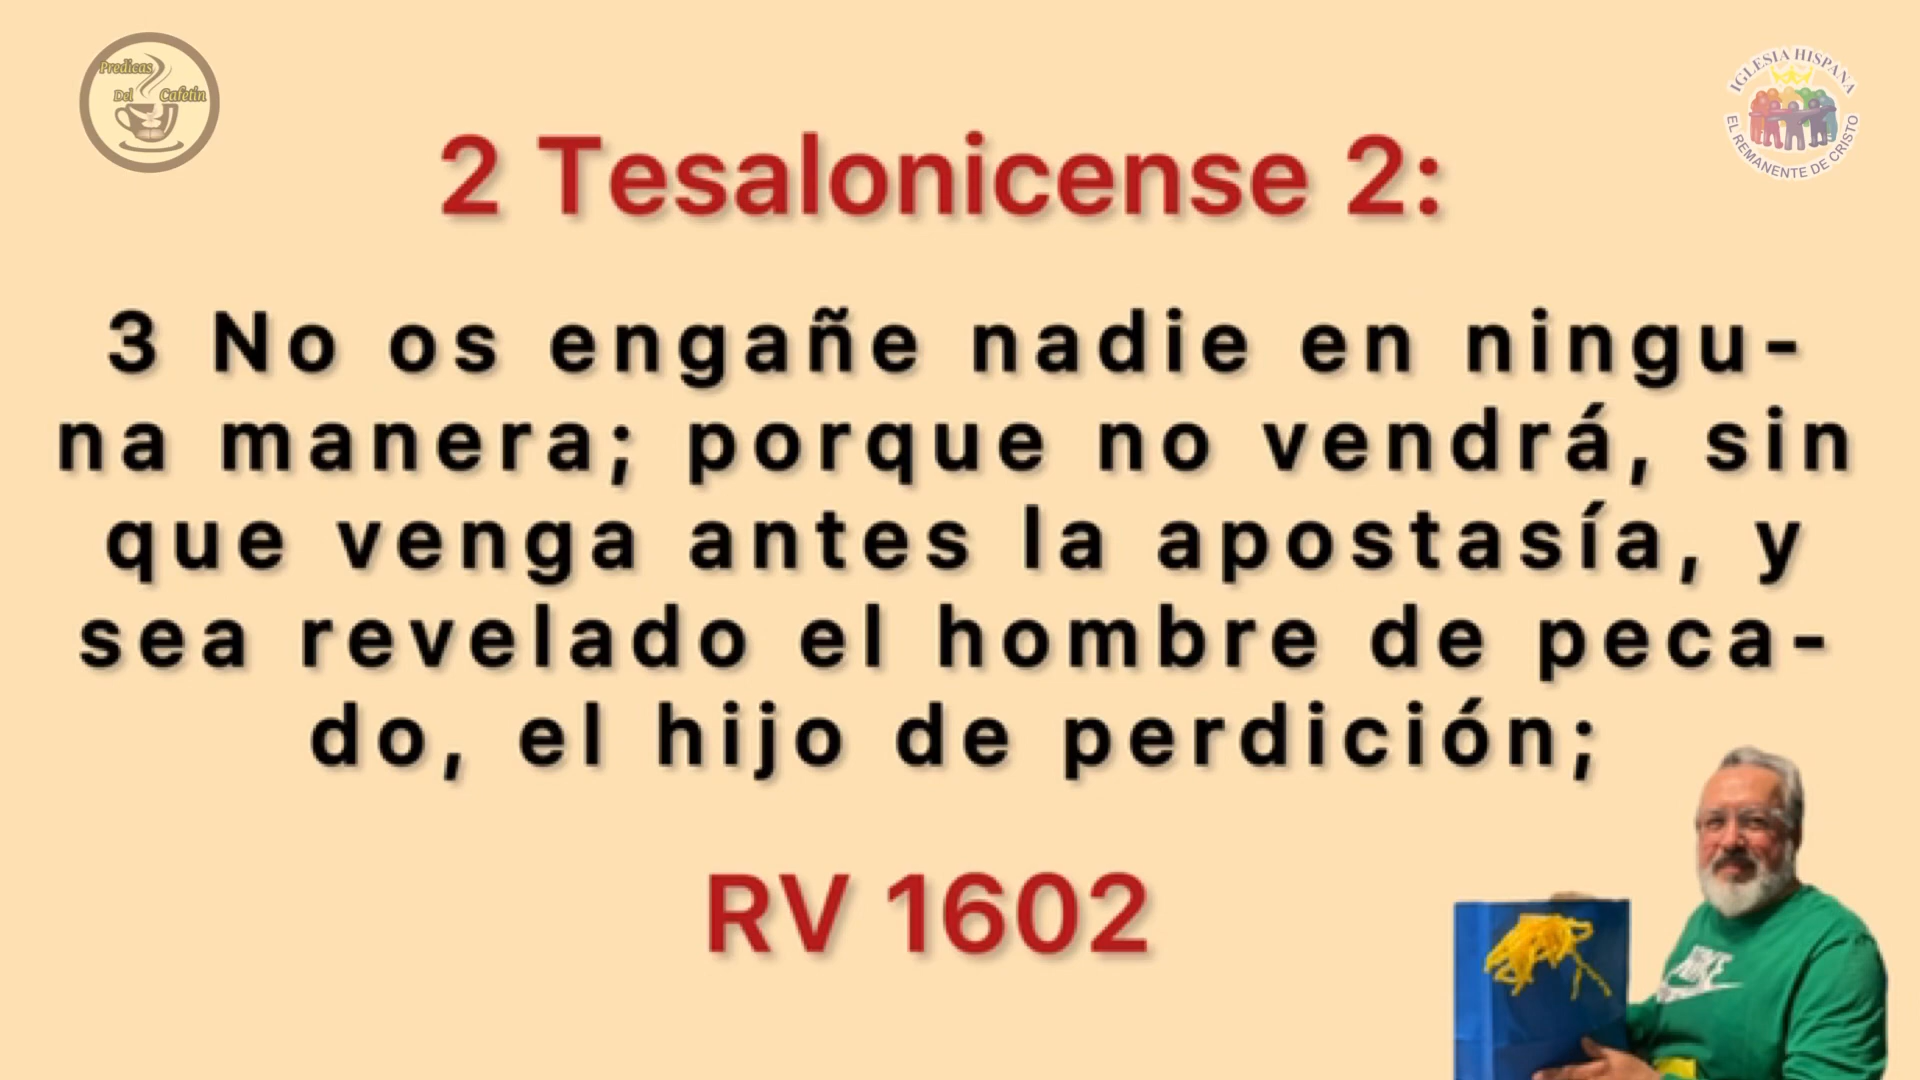 Predicas
Del Cafetín
IGLESIA HISPANA
EL REMANENTE DE CRISTO
2 Tesalonicense 2:
3 No os engañe nadie en ningu-
na manera; porque no vendrá, sin
que venga antes la apostasía, y
sea revelado el hombre de peca-
do, el hijo de perdición;
RV 1602
NIKE